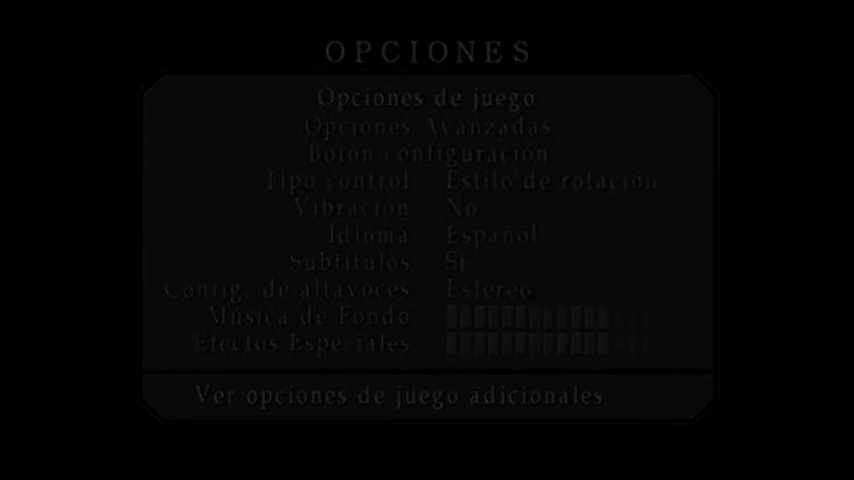 OPCIONES
Opciones de juego
Opciones Avanzadas
Botón configuración
Tipo control Estilo de rotación
Vibración No
Idioma Español
Subtítulos Sí
Config. de altavoces Estéreo
Música de Fondo
Efectos Especiales
Ver opciones de juego adicionales